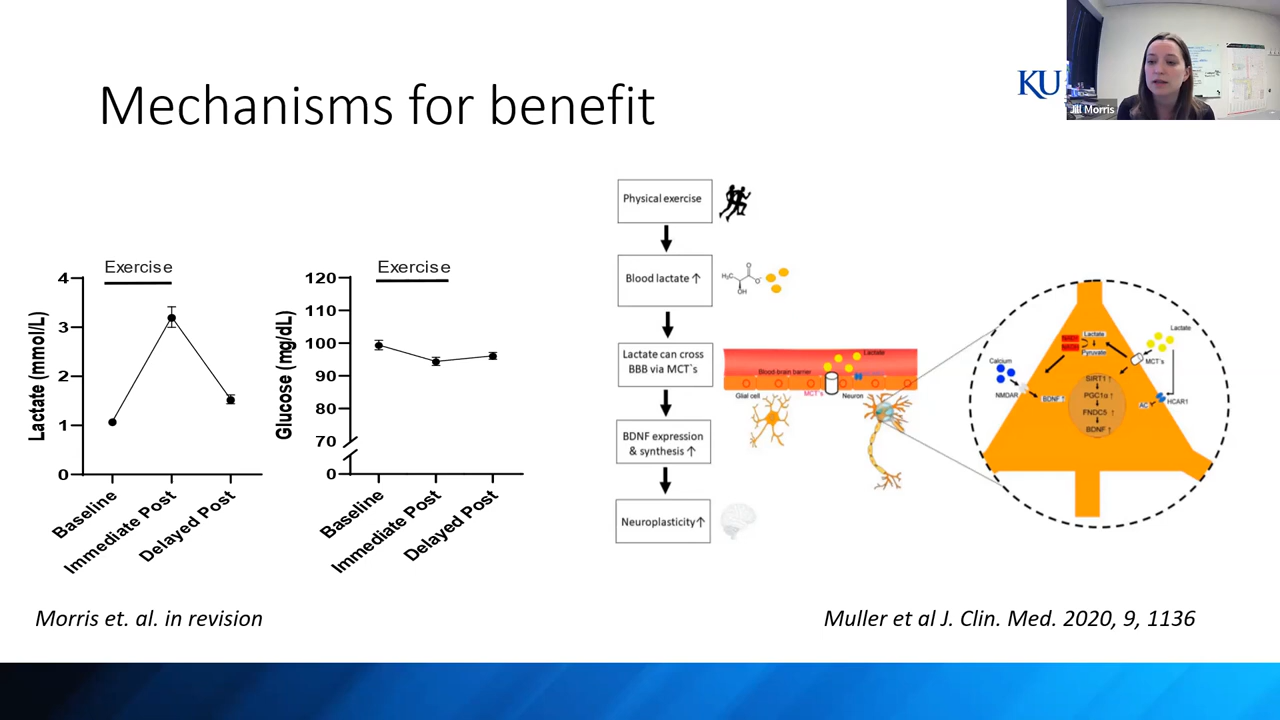 Mechanisms for benefit
KU
Jill Morris
Exercise
4
3
2
1
0
Lactate (mmol/L)
Baseline
Immediate Post
Delayed Post
Exercise
120
110
100
90
80
70
0
Glucose (mg/dL)
Baseline
Immediate Post
Delayed Post
Physical exercise
Blood lactate ↑
H₃C
O
O⁻
OH
Lactate can cross
BBB via MCT`s
BDNF expression
& synthesis ↑
Neuroplasticity↑
Lactate
Blood-brain barrier
MCT`s
Glial cell
Neuron
Lactate
Lactate
Pyruvate
MCT`s
Calcium
NMDAR
BDNF ↑
SIRT1 ↑
PGC1α ↑
FNDC5 ↑
BDNF ↑
AC
HCAR1
Morris et. al. in revision
Muller et al J. Clin. Med. 2020, 9, 1136